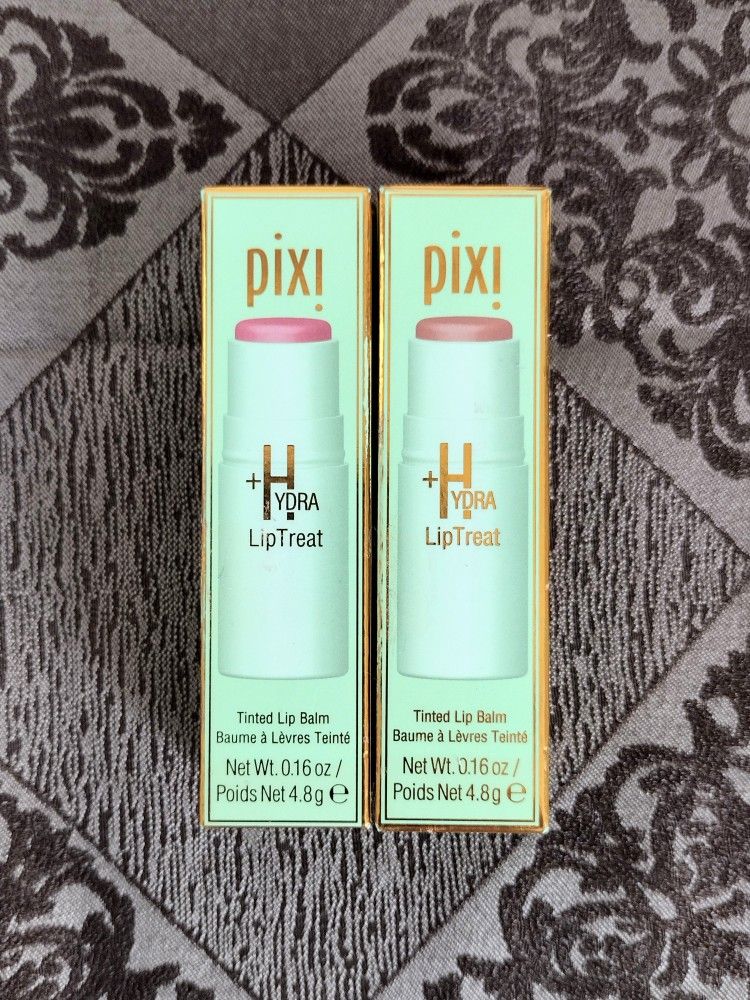 pixi
+HYDRA
LipTreat
Tinted Lip Balm
Baume à Lèvres Teinté
Net Wt. 0.16 oz /
Poids Net 4.8g ℮
pixi
+HYDRA
LipTreat
Tinted Lip Balm
Baume à Lèvres Teinté
Net Wt. 0.16 oz /
Poids Net 4.8g ℮